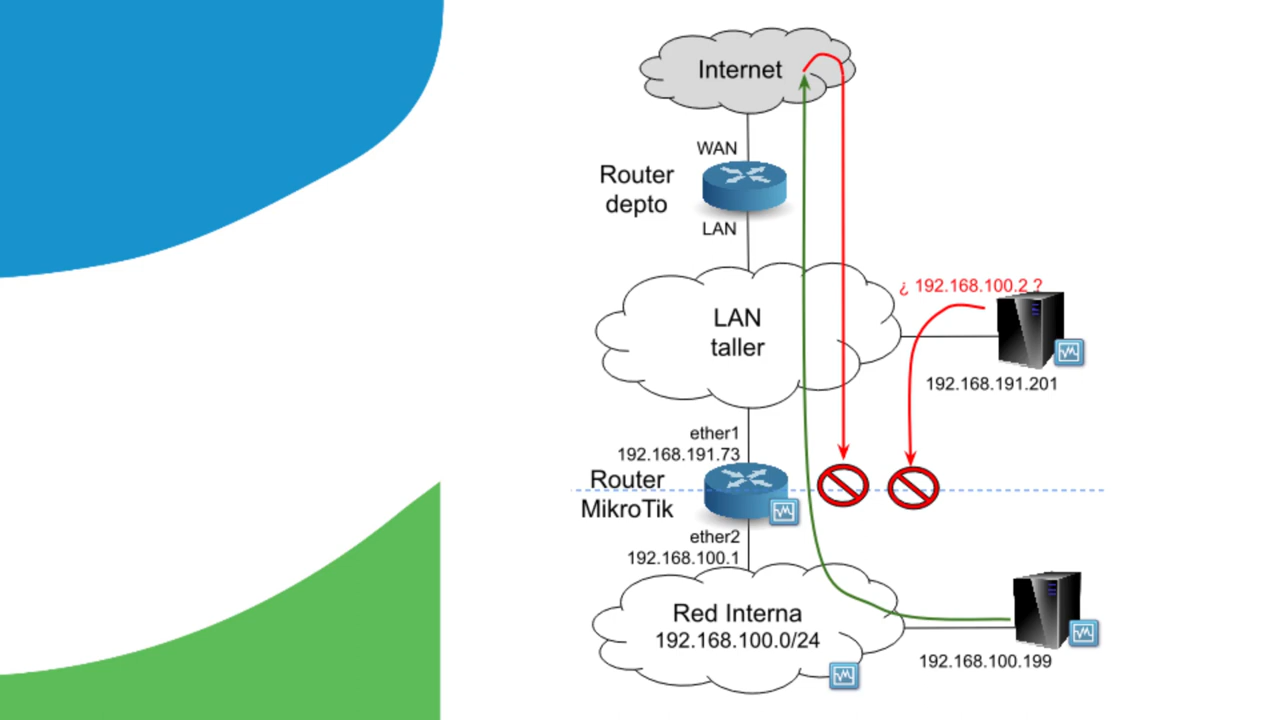 Internet
WAN
Router
depto
LAN
¿ 192.168.100.2 ?
LAN
taller
192.168.191.201
ether1
192.168.191.73
Router
MikroTik
ether2
192.168.100.1
Red Interna
192.168.100.0/24
192.168.100.199